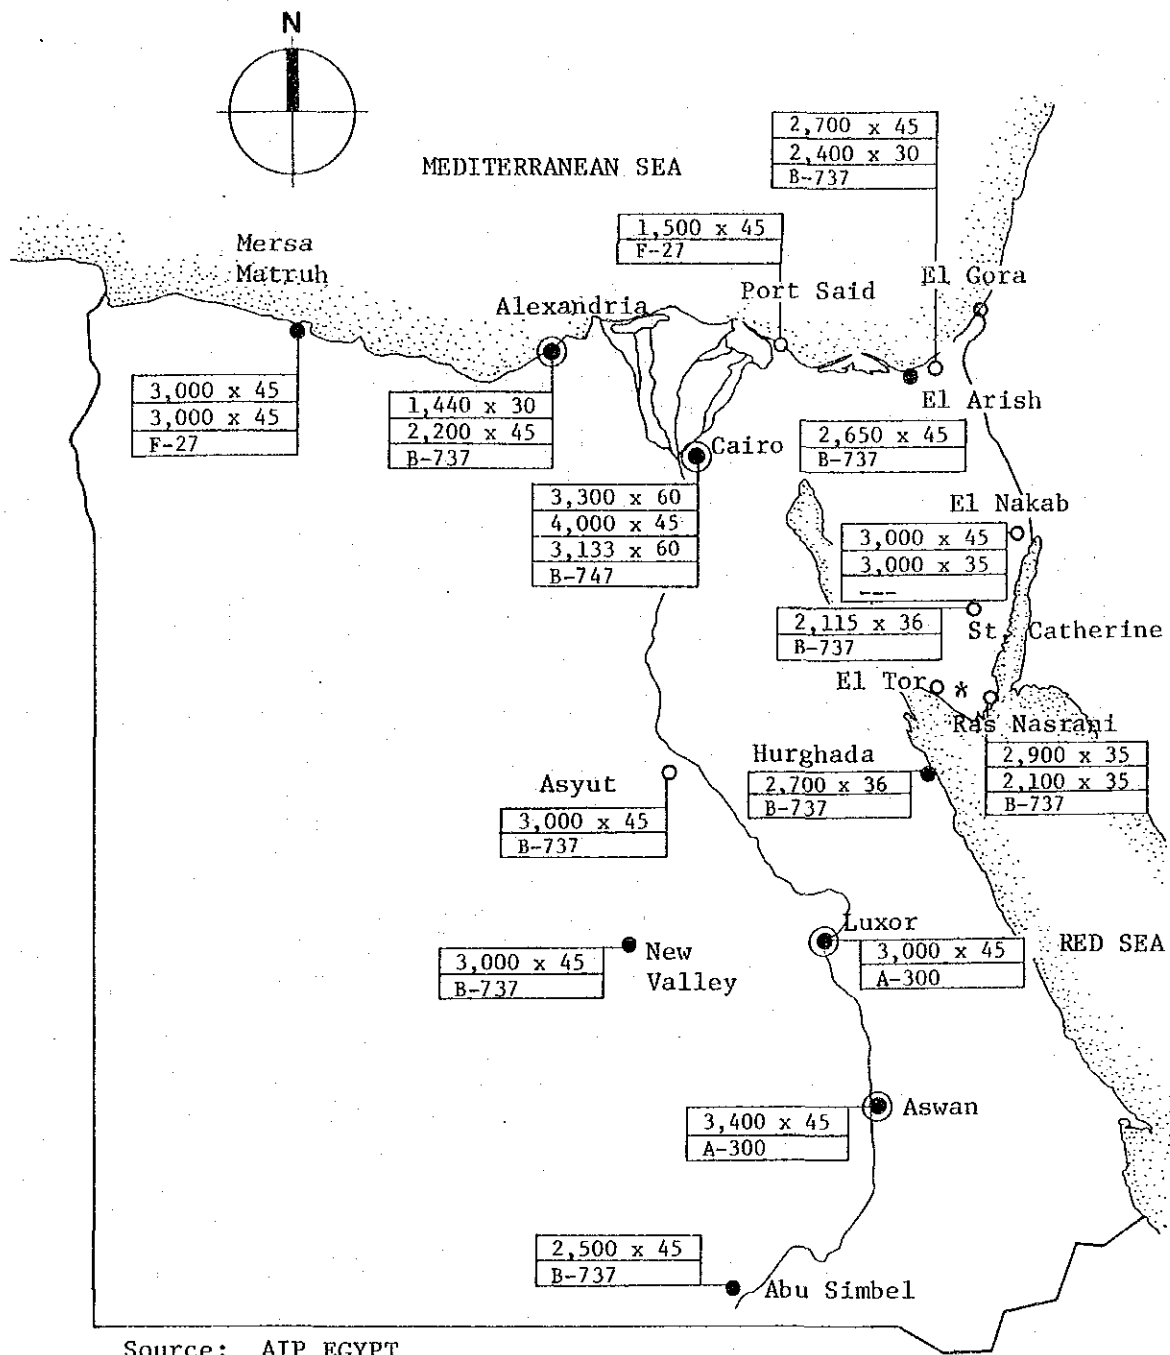 N
MEDITERRANEAN SEA
2,700 x 45
2,400 x 30
B-737
1,500 x 45
F-27
Mersa
Matruh
El Gora
Port Said
Alexandria
3,000 x 45
3,000 x 45
F-27
1,440 x 30
2,200 x 45
B-737
El Arish
2,650 x 45
B-737
Cairo
3,300 x 60
4,000 x 45
3,133 x 60
B-747
El Nakab
3,000 x 45
3,000 x 35
---
2,115 x 36
B-737
St. Catherine
El Tor *
Ras Nasrani
2,900 x 35
2,100 x 35
B-737
Hurghada
2,700 x 36
B-737
Asyut
3,000 x 45
B-737
Luxor
3,000 x 45
A-300
RED SEA
New
Valley
3,000 x 45
B-737
Aswan
3,400 x 45
A-300
2,500 x 45
B-737
Abu Simbel
Source: AIP EGYPT